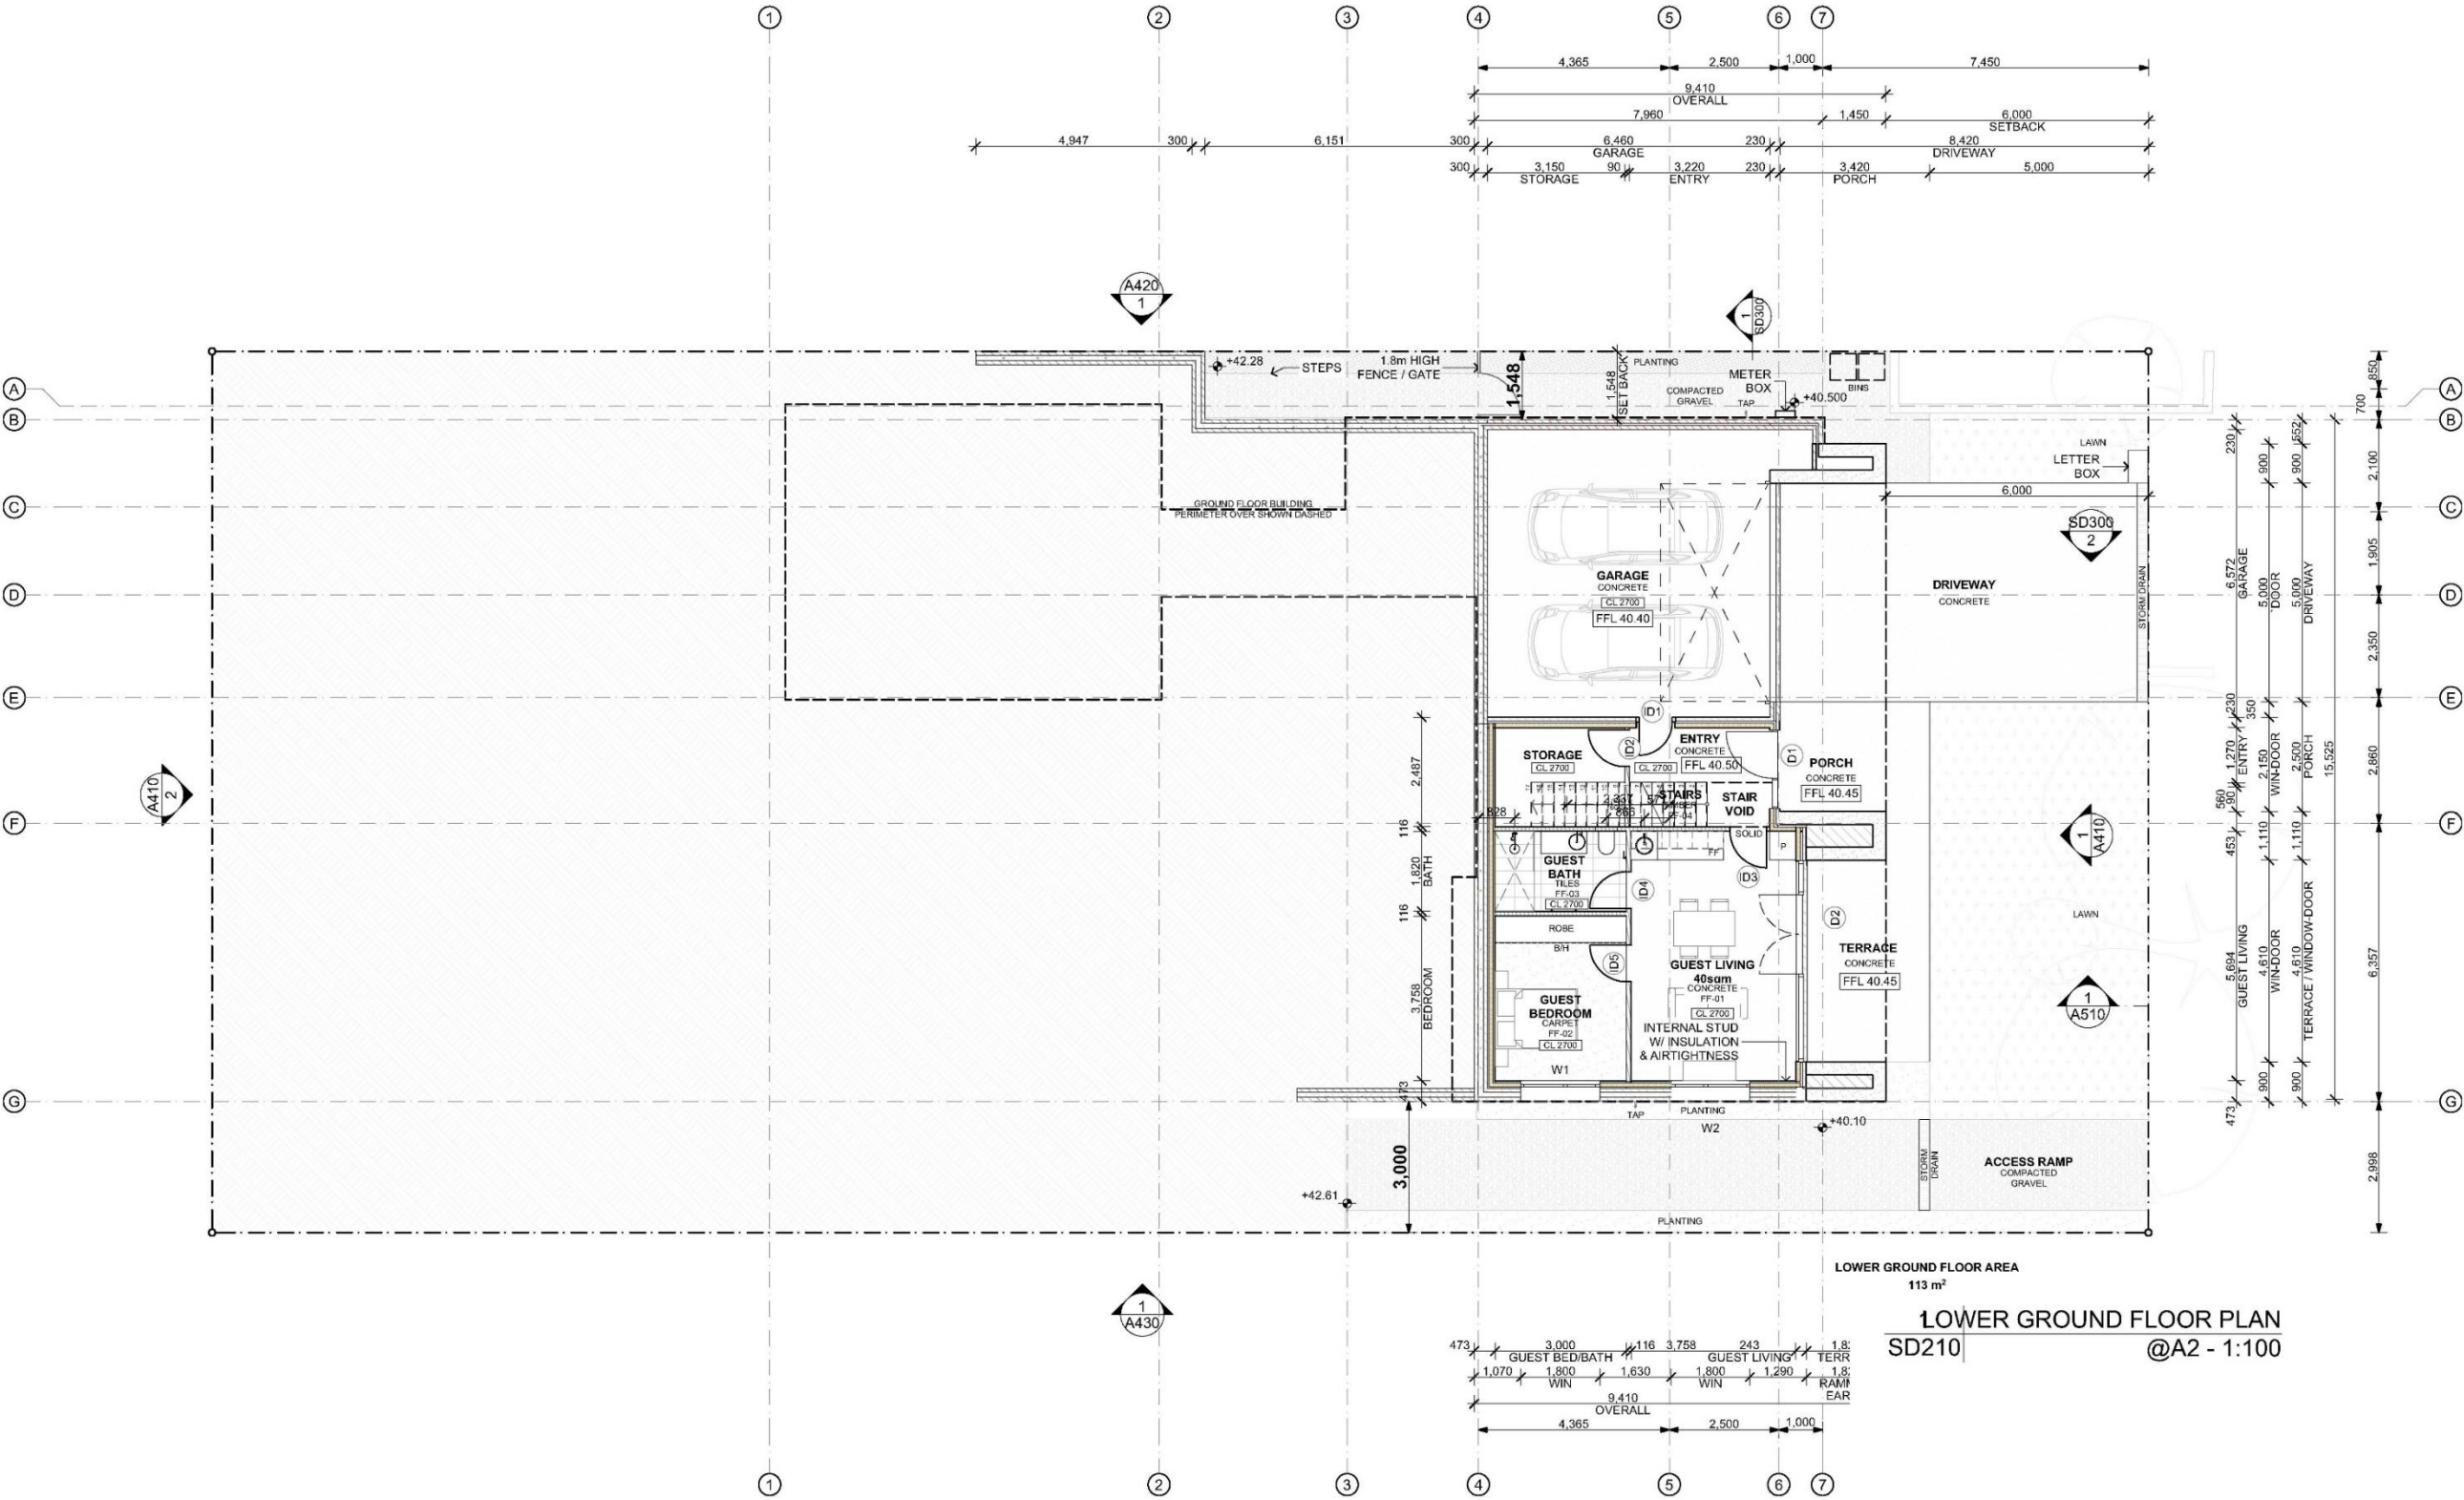 1 2 3 4 5 6 7
4,365 2,500 1,000 7,450
9,410
OVERALL
7,960 1,450 6,000
SETBACK
4,947 300 6,151 300 6,460 230 8,420
GARAGE DRIVEWAY
300 3,150 90 3,220 230 3,420 5,000
STORAGE ENTRY PORCH
A420
1
1
SD300
+42.28
STEPS
1.8m HIGH
FENCE / GATE
1,548
1,548
SET BACK
PLANTING
METER
BOX
COMPACTED
GRAVEL
TAP
+40.500
BINS
850
A A
700
B B
LAWN
LETTER
BOX
230
900
900
552
2,100
6,000
C C
GROUND FLOOR BUILDING
PERIMETER OVER SHOWN DASHED
SD300
2
1,905
GARAGE
CONCRETE
CL 2700
FFL 40.40
DRIVEWAY
CONCRETE
STORM DRAIN
6,572
GARAGE
5,000
DOOR
5,000
DRIVEWAY
15,525
D D
2,350
E E
230
350
ID1
STORAGE
CL 2700
ID2
ENTRY
CONCRETE
CL 2700
FFL 40.50
D1
PORCH
CONCRETE
FFL 40.45
2,487
1,270
ENTRY
2,150
WIN-DOOR
2,500
PORCH
2,860
A410
2
STAIRS
STAIR
VOID
828
866
560
90
F F
116
SOLID
P
FF
453
1,110
1,110
1
A410
GUEST
BATH
TILES
FF-03
CL 2700
ID4
ID3
1,820
BATH
116
ROBE
B/H
ID5
D2
TERRACE
CONCRETE
FFL 40.45
LAWN
GUEST LIVING
40sqm
CONCRETE
FF-01
CL 2700
GUEST
BEDROOM
CARPET
FF-02
CL 2700
W1
INTERNAL STUD
W/ INSULATION
& AIRTIGHTNESS
3,758
BEDROOM
5,694
GUEST LIVING
4,610
WIN-DOOR
4,610
TERRACE / WINDOW-DOOR
6,357
1
A510
473
900
900
G G
473
TAP
PLANTING
W2
+40.10
3,000
+42.61
STORM
DRAIN
ACCESS RAMP
COMPACTED
GRAVEL
2,998
PLANTING
LOWER GROUND FLOOR AREA
113 m²
1
A430
1 LOWER GROUND FLOOR PLAN
SD210 @A2 - 1:100
473 3,000 116 3,758 243
GUEST BED/BATH GUEST LIVING TERR
1,070 1,800 1,630 1,800 1,290
WIN WIN
EAR
9,410
OVERALL
4,365 2,500 1,000
1 2 3 4 5 6 7